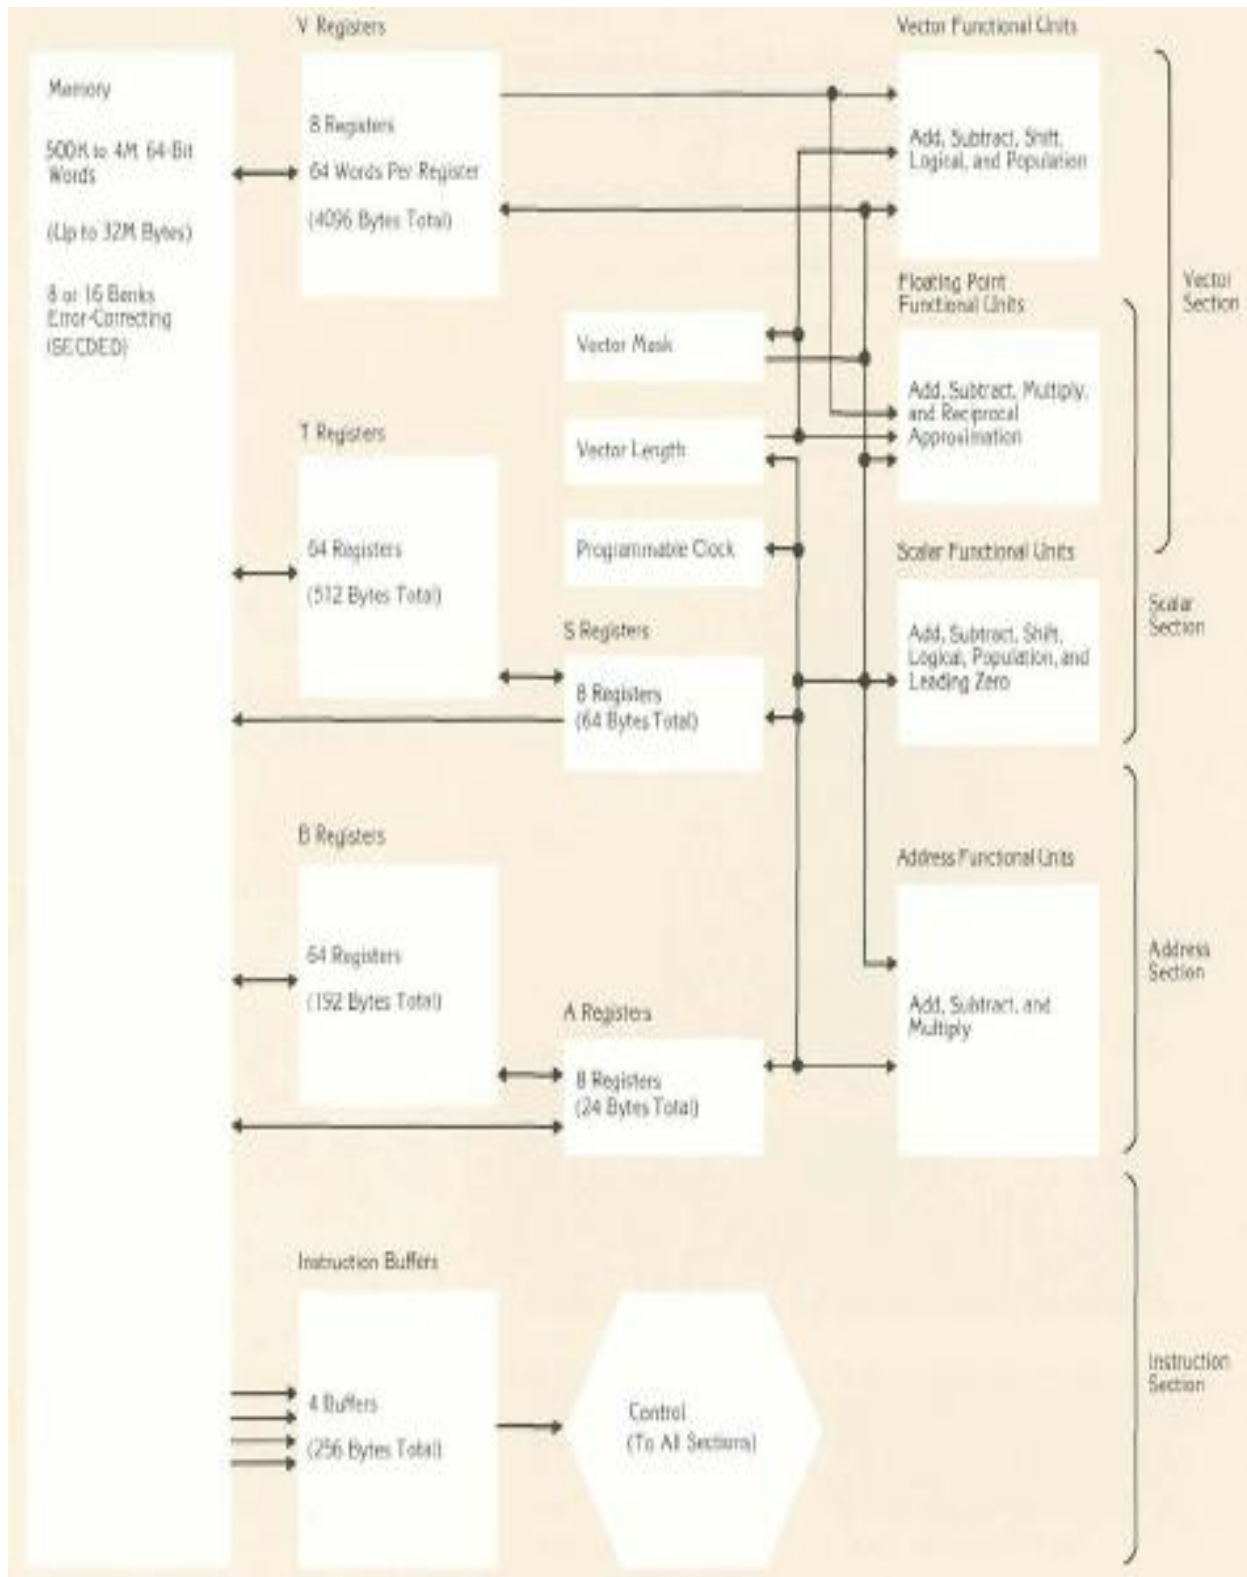 V Registers
Vector Functional Units
Memory
500K to 4M 64-Bit
Words
(Up to 32M Bytes)
8 or 16 Banks
Error-Correcting
(SECDED)
8 Registers
64 Words Per Register
(4096 Bytes Total)
Add, Subtract, Shift,
Logical, and Population
Vector
Section
Floating Point
Functional Units
Vector Mask
Add, Subtract, Multiply,
and Reciprocal
Approximation
T Registers
Vector Length
64 Registers
(512 Bytes Total)
Programmable Clock
Scalar Functional Units
Scalar
Section
S Registers
8 Registers
(64 Bytes Total)
Add, Subtract, Shift,
Logical, Population, and
Leading Zero
B Registers
Address Functional Units
64 Registers
(192 Bytes Total)
Address
Section
A Registers
8 Registers
(24 Bytes Total)
Add, Subtract, and
Multiply
Instruction Buffers
4 Buffers
(256 Bytes Total)
Control
(To All Sections)
Instruction
Section